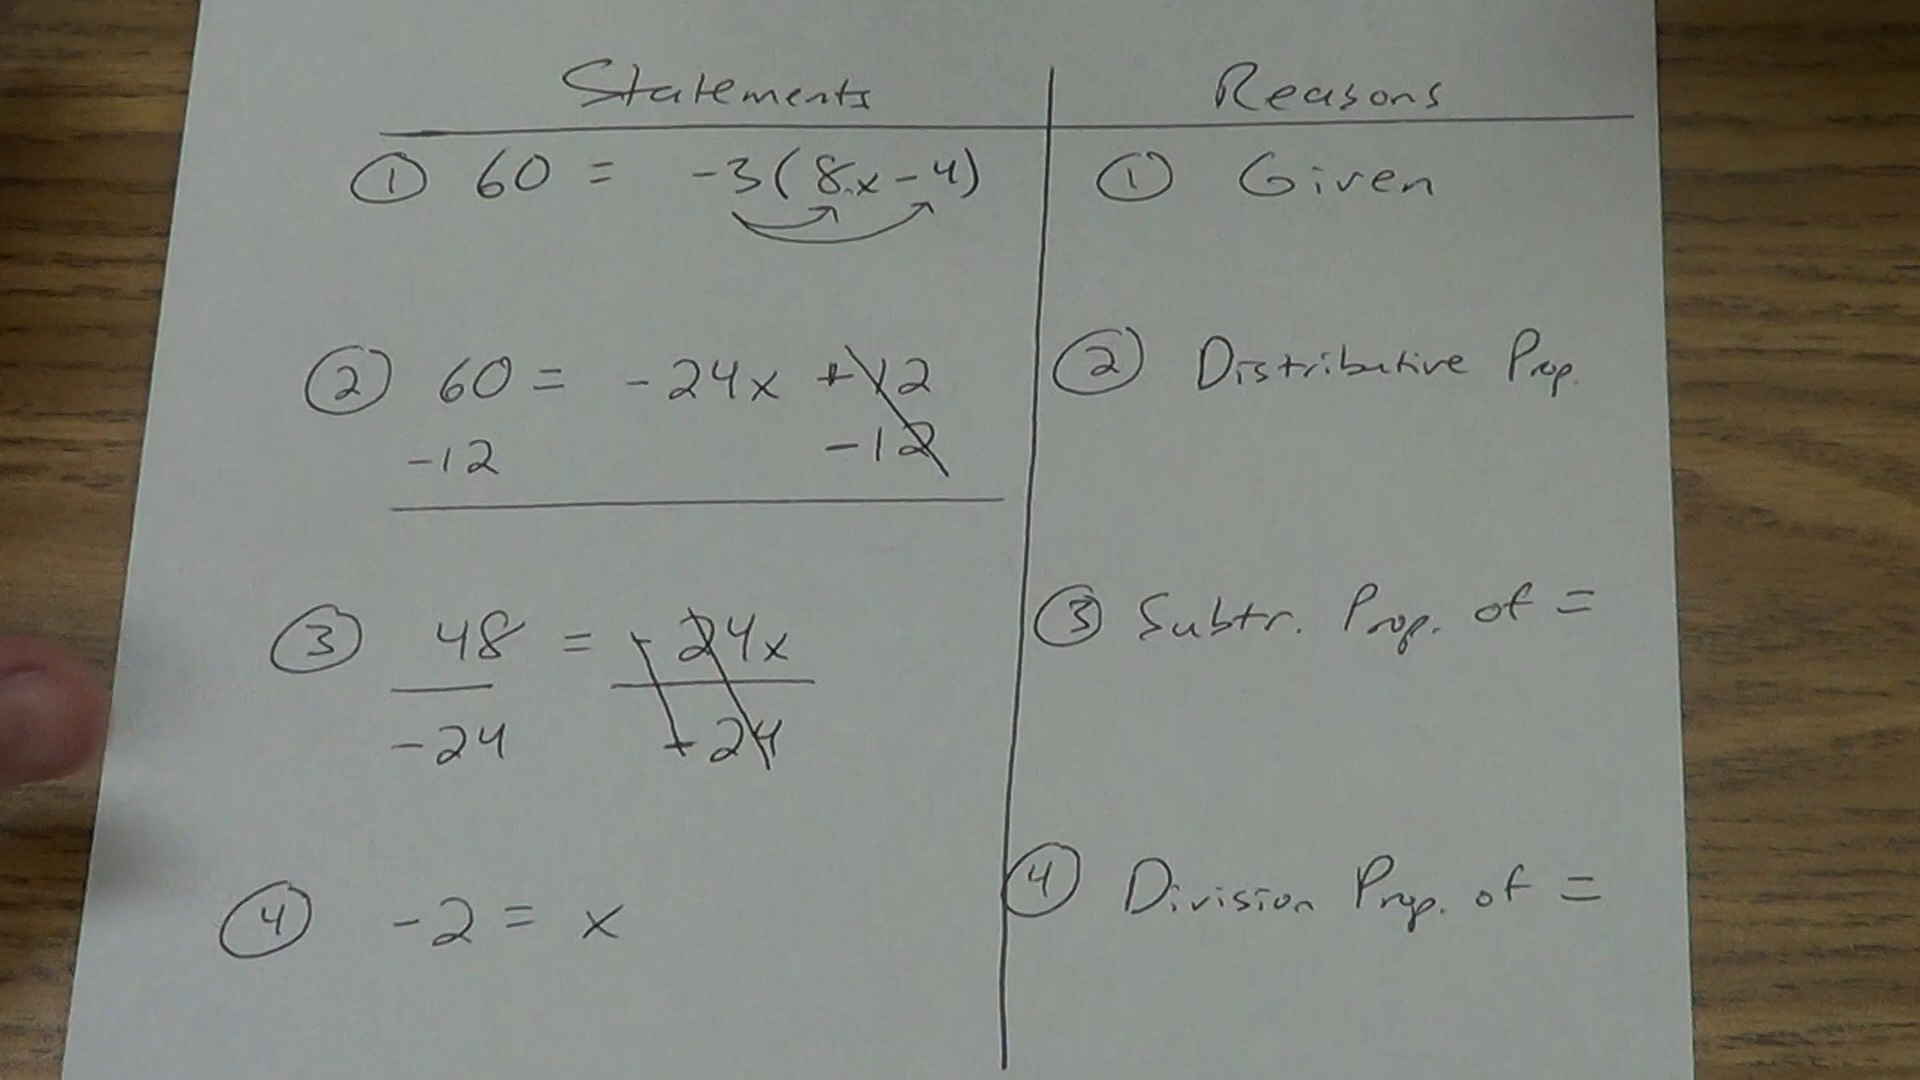 Statements Reasons
① 60 = -3(8x-4) ① Given
② 60 = -24x +12 ② Distributive Prop.
-12 -12
③ 48 = -24x ③ Subtr. Prop. of =
-24 -24
④ -2 = x ④ Division Prop. of =